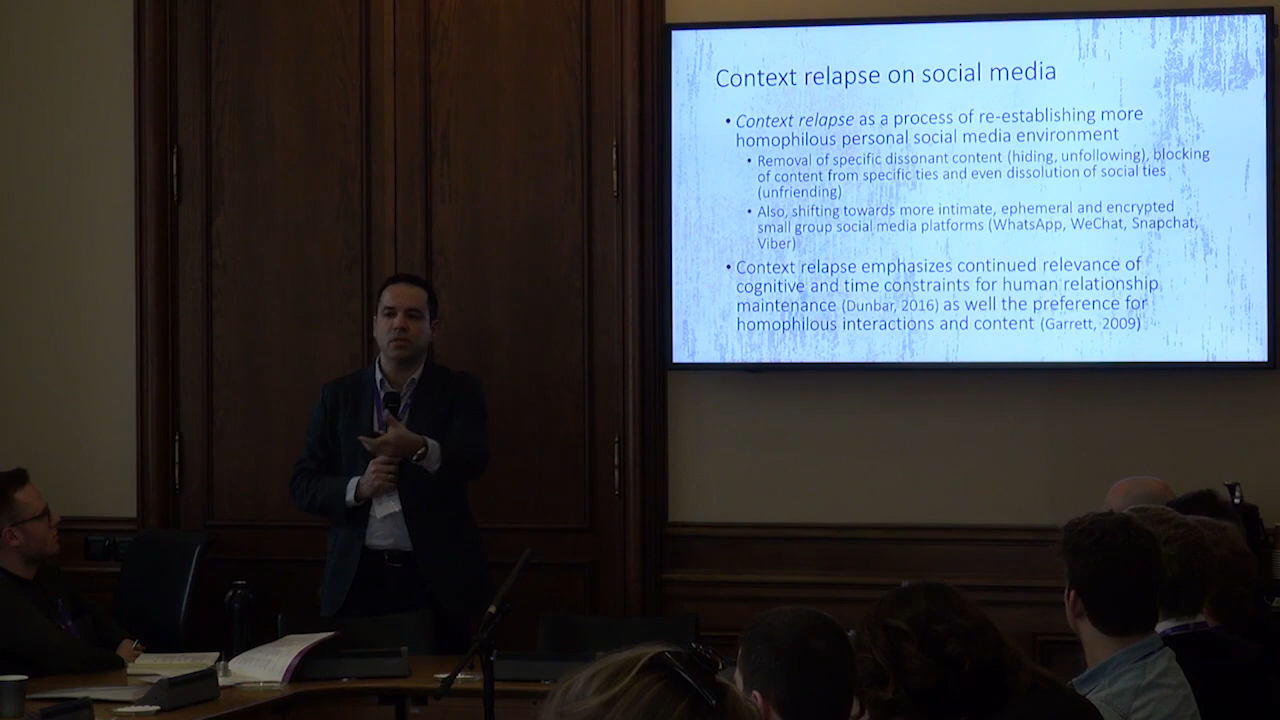 Context relapse on social media
• Context relapse as a process of re-establishing more
homophilous personal social media environment
• Removal of specific dissonant content (hiding, unfollowing), blocking
of content from specific ties and even dissolution of social ties
(unfriending)
• Also, shifting towards more intimate, ephemeral and encrypted
small group social media platforms (WhatsApp, WeChat, Snapchat,
Viber)
• Context relapse emphasizes continued relevance of
cognitive and time constraints for human relationship
maintenance (Dunbar, 2016) as well the preference for
homophilous interactions and content (Garrett, 2009)